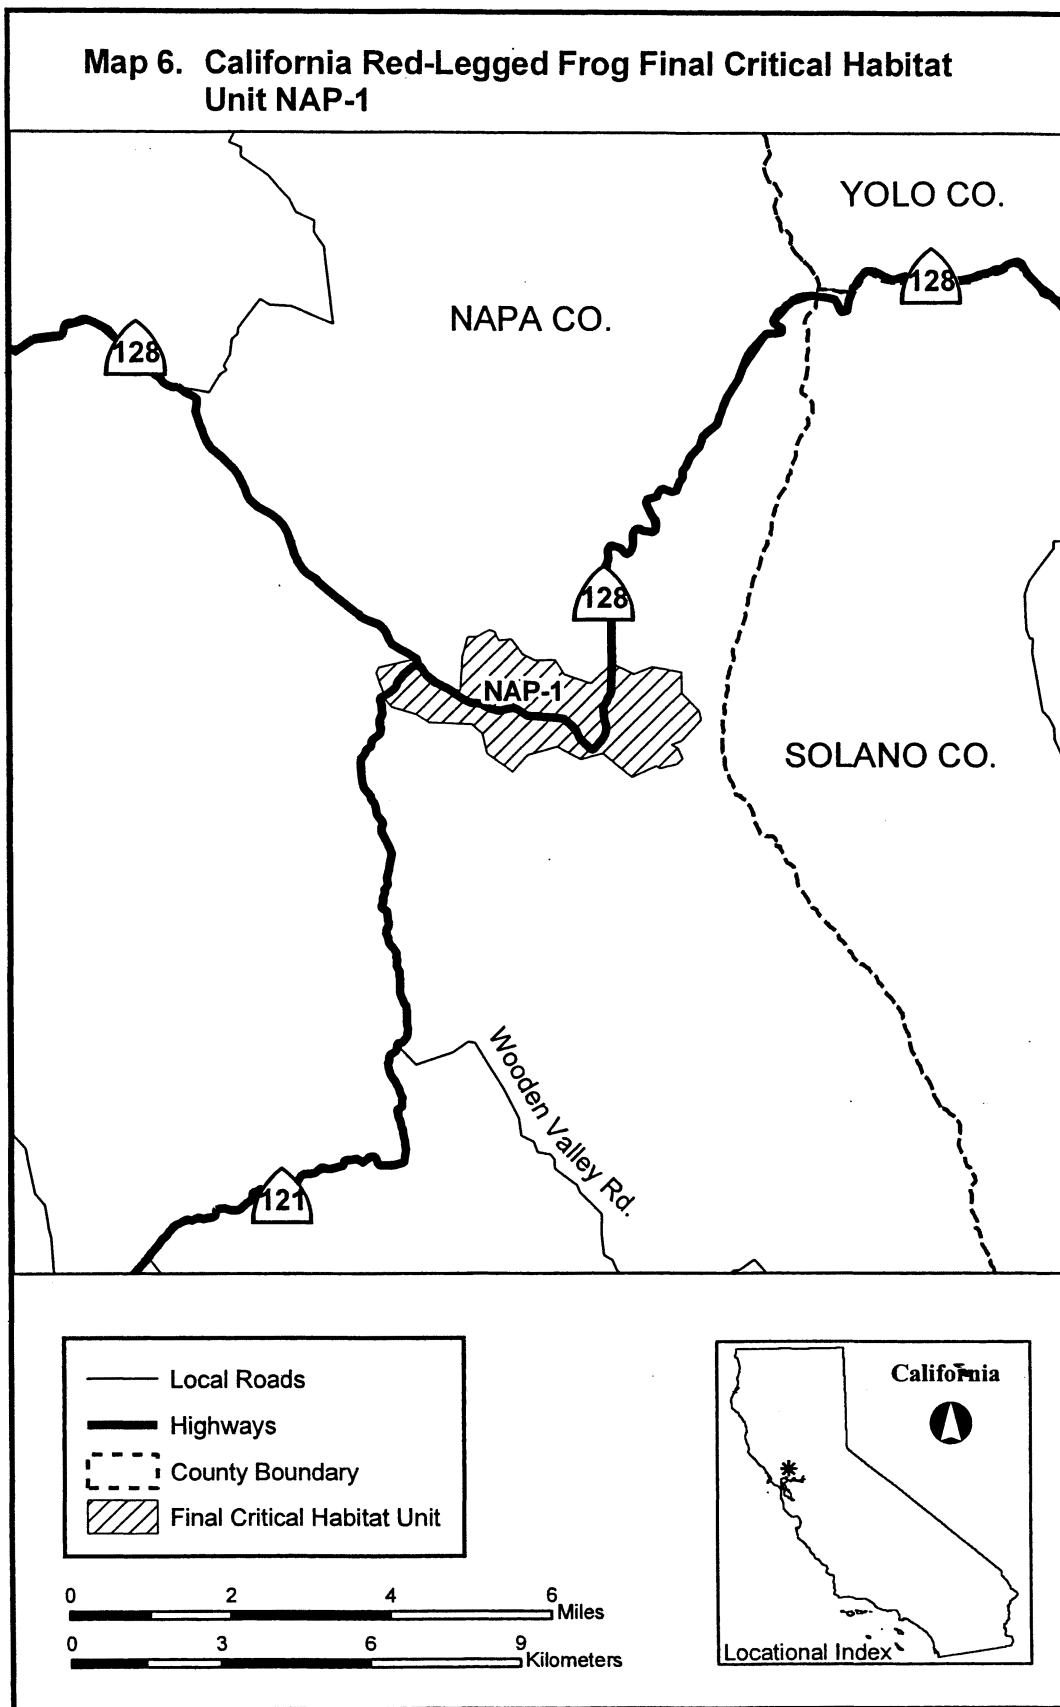 Map 6. California Red-Legged Frog Final Critical Habitat
Unit NAP-1
YOLO CO.
128
NAPA CO.
128
128
NAP-1
SOLANO CO.
Wooden Valley Rd.
121
Local Roads
Highways
County Boundary
Final Critical Habitat Unit
0 2 4 6
Miles
0 3 6 9
Kilometers
California
Locational Index